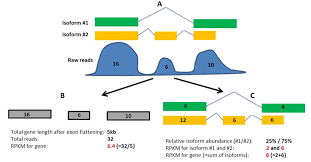 A
Isoform #1
Isoform #2
Raw reads
16
6
10
B
C
16
6
10
4
4
12
6
6
Total gene length after exon flattening: 5kb
Total reads: 32
RPKM for gene: 6.4 (=32/5)
Relative isoform abundance (#1/#2): 25% / 75%
RPKM for isoform #1 and #2: 2 and 6
RPKM for gene (=sum of isoforms): 8 (=2+6)